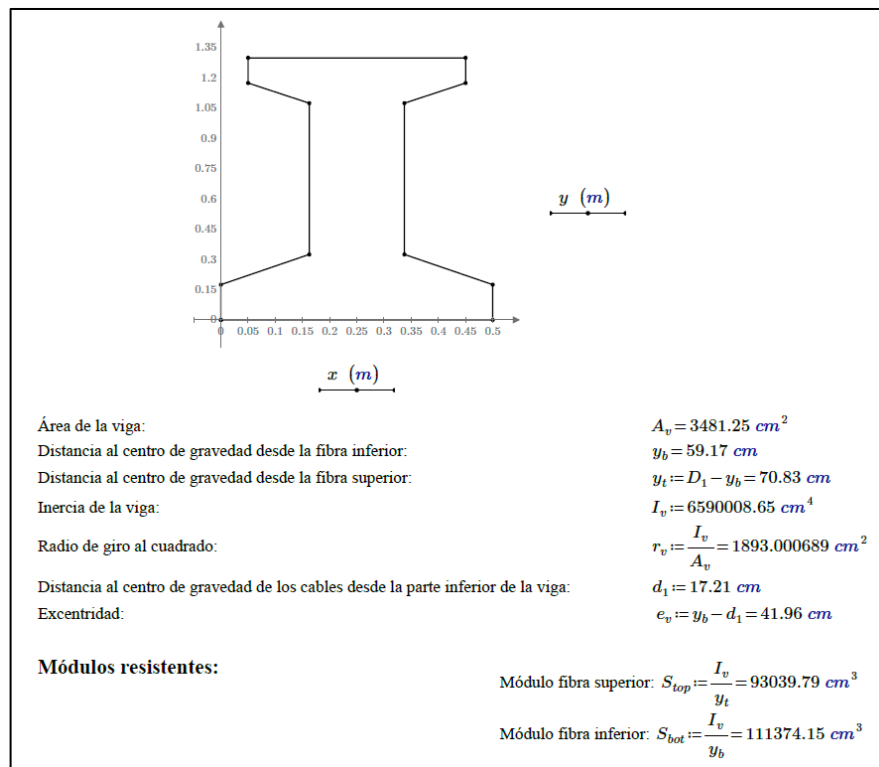 1.35
1.2
1.05
0.9
0.75
0.6
0.45
0.3
0.15
0
0 0.05 0.1 0.15 0.2 0.25 0.3 0.35 0.4 0.45 0.5
y (m)
x (m)
Área de la viga: A_v = 3481.25 cm^2
Distancia al centro de gravedad desde la fibra inferior: y_b = 59.17 cm
Distancia al centro de gravedad desde la fibra superior: y_t := D_1 − y_b = 70.83 cm
Inercia de la viga: I_v := 6590008.65 cm^4
Radio de giro al cuadrado: r_v := I_v / A_v = 1893.000689 cm^2
Distancia al centro de gravedad de los cables desde la parte inferior de la viga: d_1 := 17.21 cm
Excentridad: e_v := y_b − d_1 = 41.96 cm
Módulos resistentes:
Módulo fibra superior: S_top := I_v / y_t = 93039.79 cm^3
Módulo fibra inferior: S_bot := I_v / y_b = 111374.15 cm^3